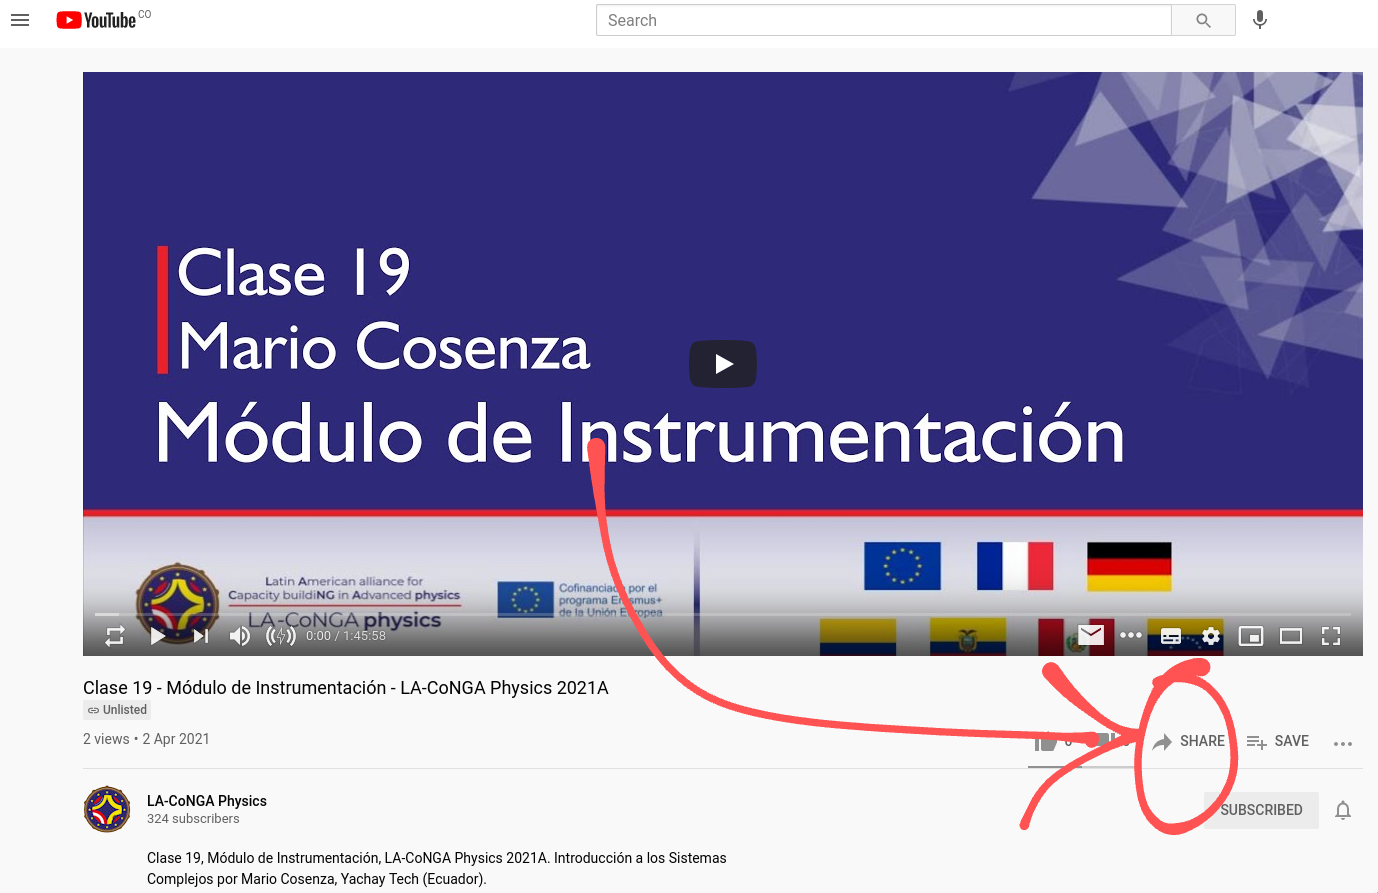 YouTube CO
Search
Clase 19
Mario Cosenza
Módulo de Instrumentación
Latin American alliance for
Capacity buildiNG in Advanced physics
LA-CoNGA physics
Cofinanciado por el
programa Erasmus+
de la Unión Europea
0:00 / 1:45:58
Clase 19 - Módulo de Instrumentación - LA-CoNGA Physics 2021A
Unlisted
2 views • 2 Apr 2021
SHARE
SAVE
LA-CoNGA Physics
324 subscribers
SUBSCRIBED
Clase 19, Módulo de Instrumentación, LA-CoNGA Physics 2021A. Introducción a los Sistemas
Complejos por Mario Cosenza, Yachay Tech (Ecuador).